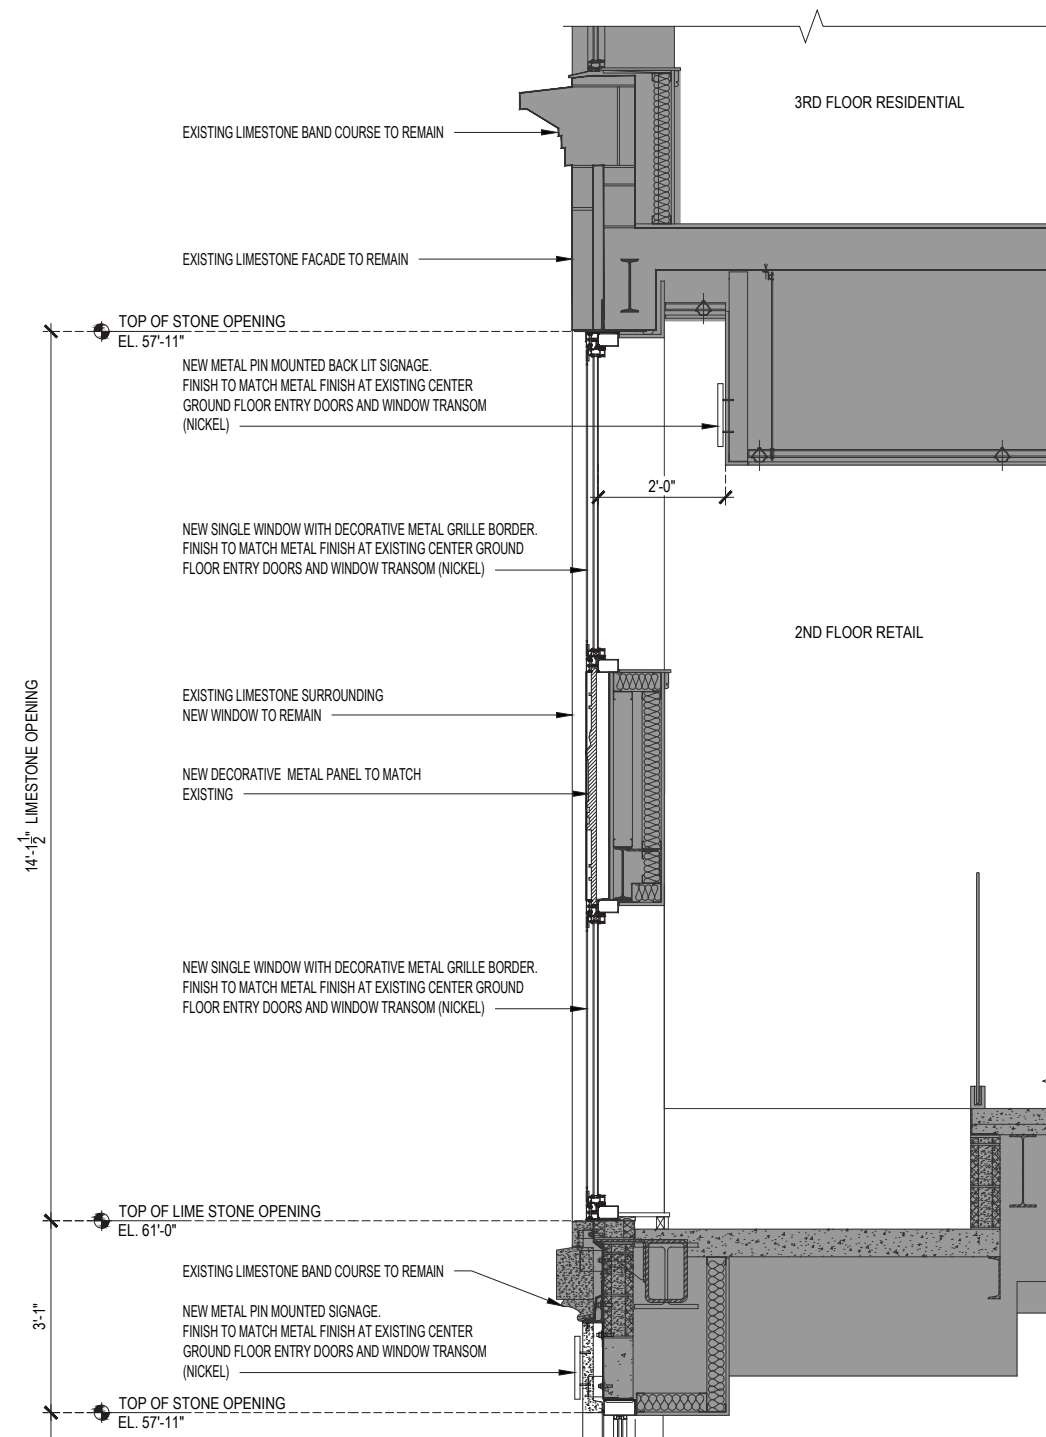 3RD FLOOR RESIDENTIAL
EXISTING LIMESTONE BAND COURSE TO REMAIN
EXISTING LIMESTONE FACADE TO REMAIN
TOP OF STONE OPENING
EL. 57'-11"
NEW METAL PIN MOUNTED BACK LIT SIGNAGE.
FINISH TO MATCH METAL FINISH AT EXISTING CENTER
GROUND FLOOR ENTRY DOORS AND WINDOW TRANSOM
(NICKEL)
2'-0"
NEW SINGLE WINDOW WITH DECORATIVE METAL GRILLE BORDER.
FINISH TO MATCH METAL FINISH AT EXISTING CENTER GROUND
FLOOR ENTRY DOORS AND WINDOW TRANSOM (NICKEL)
2ND FLOOR RETAIL
EXISTING LIMESTONE SURROUNDING
NEW WINDOW TO REMAIN
NEW DECORATIVE  METAL PANEL TO MATCH
EXISTING
14'-1 1/2" LIMESTONE OPENING
NEW SINGLE WINDOW WITH DECORATIVE METAL GRILLE BORDER.
FINISH TO MATCH METAL FINISH AT EXISTING CENTER GROUND
FLOOR ENTRY DOORS AND WINDOW TRANSOM (NICKEL)
TOP OF LIME STONE OPENING
EL. 61'-0"
EXISTING LIMESTONE BAND COURSE TO REMAIN
3'-1"
NEW METAL PIN MOUNTED SIGNAGE.
FINISH TO MATCH METAL FINISH AT EXISTING CENTER
GROUND FLOOR ENTRY DOORS AND WINDOW TRANSOM
(NICKEL)
TOP OF STONE OPENING
EL. 57'-11"